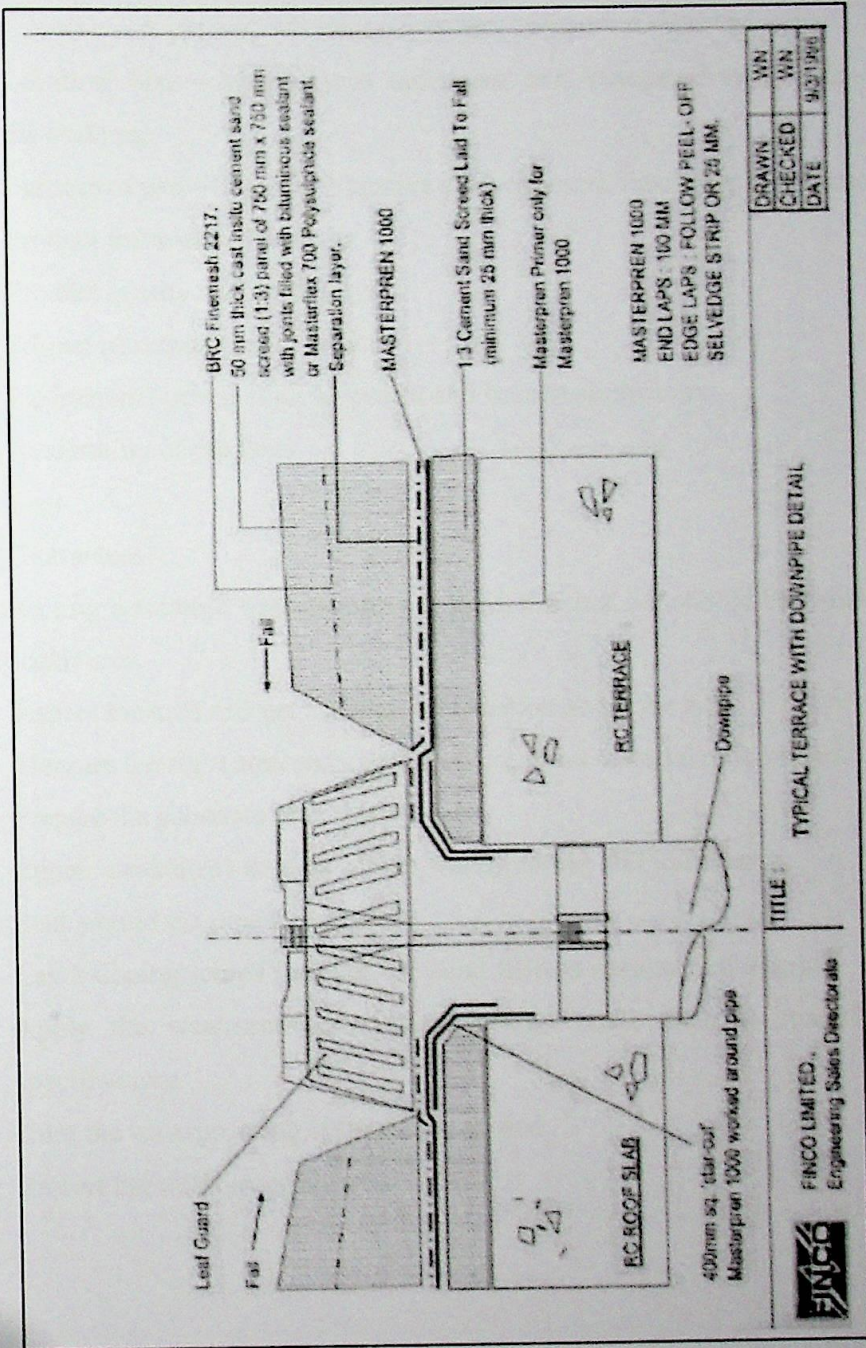 BRC Finemesh 2217.
50 mm thick cast insitu cement sand
screed (1:3) panel of 750 mm x 750 mm
with joints filled with bituminous sealant
or Masterflex 700 Polysulphide sealant.
Separation layer.
MASTERPREN 1000
1:3 Cement Sand Screed Laid To Fall
(minimum 25 mm thick)
Masterpren Primer only for
Masterpren 1000
MASTERPREN 1000
END LAPS : 100 MM
EDGE LAPS : FOLLOW PEEL - OFF
SELVEDGE STRIP OR 25 MM.
Leaf Guard
Fall
Fall
RC ROOF SLAB
RC TERRACE
Downpipe
400mm sq. 'star-cut'
Masterpren 1000 worked around pipe
FINCO
FINCO LIMITED.,
Engineering Sales Directorate
TITLE :
TYPICAL TERRACE WITH DOWNPIPE DETAIL
DRAWN WN
CHECKED WN
DATE 9/3/1996